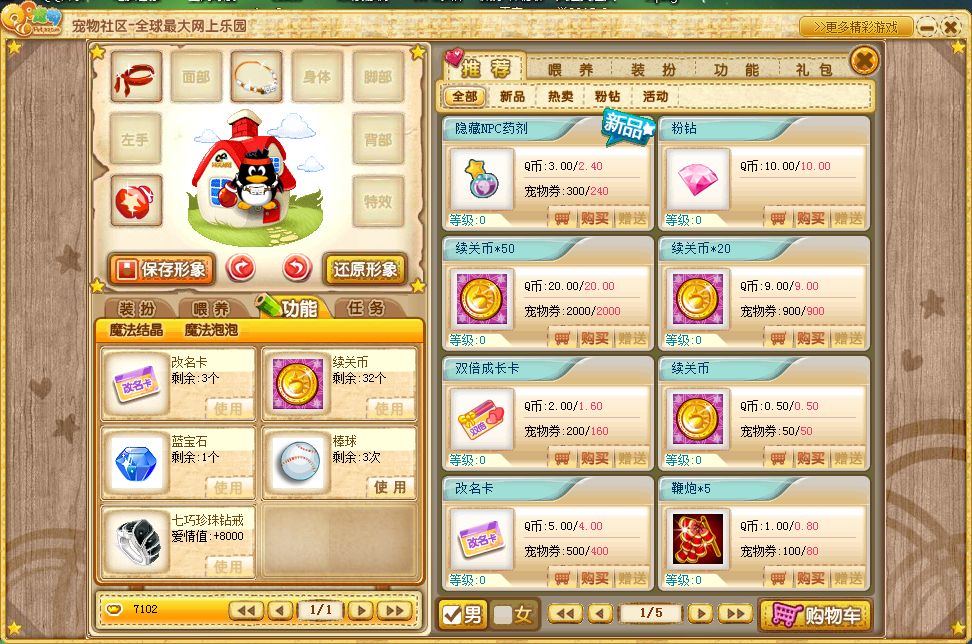 宠物社区-全球最大网上乐园
>>更多精彩游戏
面部
身体
脚部
左手
背部
特效
保存形象
还原形象
装扮 喂养 功能 任务
魔法结晶 魔法泡泡
改名卡
剩余:3个
使用
续关币
剩余:32个
使用
蓝宝石
剩余:1个
使用
棒球
剩余:3次
使用
七巧珍珠钻戒
爱情值:+8000
使用
7102
1/1
推荐 喂养 装扮 功能 礼包
全部 新品 热卖 粉钻 活动
隐藏NPC药剂
新品
Q币:3.00/2.40
宠物券:300/240
等级:0
购买 赠送
粉钻
Q币:10.00/10.00
等级:0
购买 赠送
续关币*50
Q币:20.00/20.00
宠物券:2000/2000
等级:0
购买 赠送
续关币*20
Q币:9.00/9.00
宠物券:900/900
等级:0
购买 赠送
双倍成长卡
双倍
Q币:2.00/1.60
宠物券:200/160
等级:0
购买 赠送
续关币
Q币:0.50/0.50
宠物券:50/50
等级:0
购买 赠送
改名卡
改名卡
Q币:5.00/4.00
宠物券:500/400
等级:0
购买 赠送
鞭炮*5
Q币:1.00/0.80
宠物券:100/80
等级:0
购买 赠送
男 女
1/5
购物车